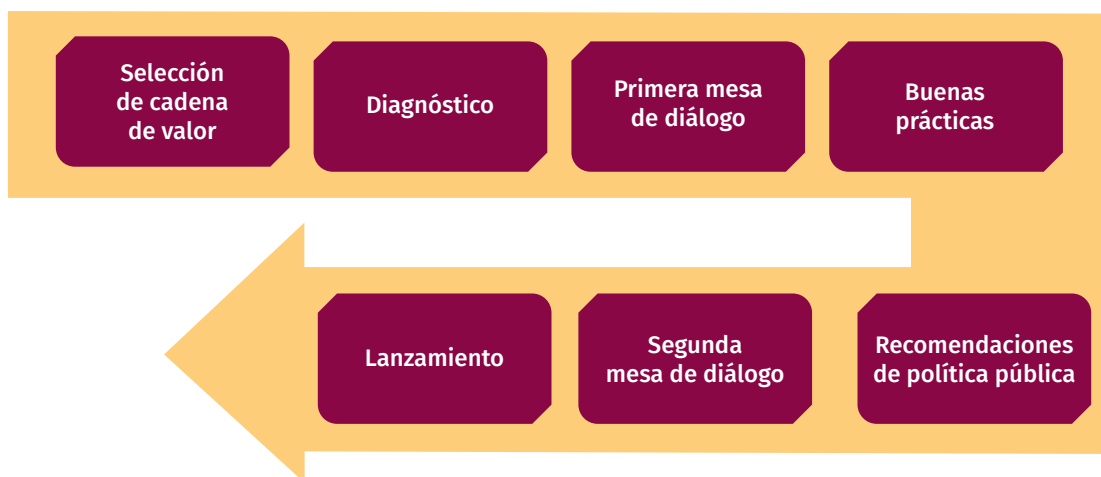 Selección
de cadena
de valor
Diagnóstico
Primera mesa
de diálogo
Buenas
prácticas
Recomendaciones
de política pública
Segunda
mesa de diálogo
Lanzamiento